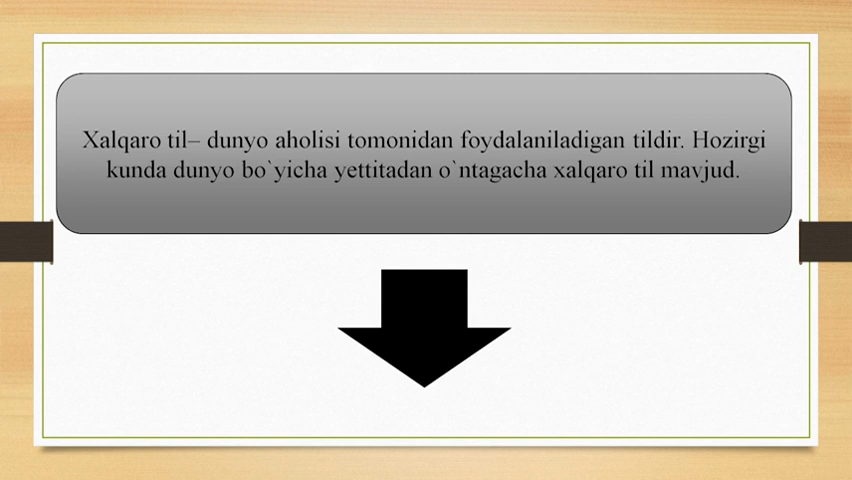 Xalqaro til– dunyo aholisi tomonidan foydalaniladigan tildir. Hozirgi
kunda dunyo bo`yicha yettitadan o`ntagacha xalqaro til mavjud.